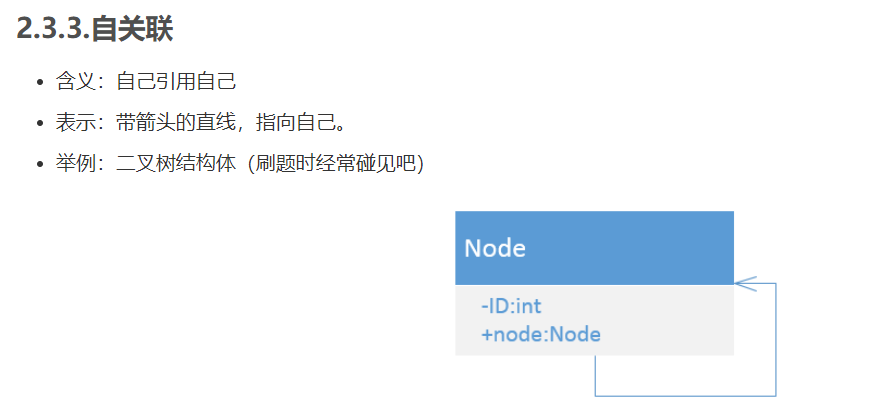 2.3.3.自关联
• 含义：自己引用自己
• 表示：带箭头的直线，指向自己。
• 举例：二叉树结构体（刷题时经常碰见吧）
Node
-ID:int
+node:Node